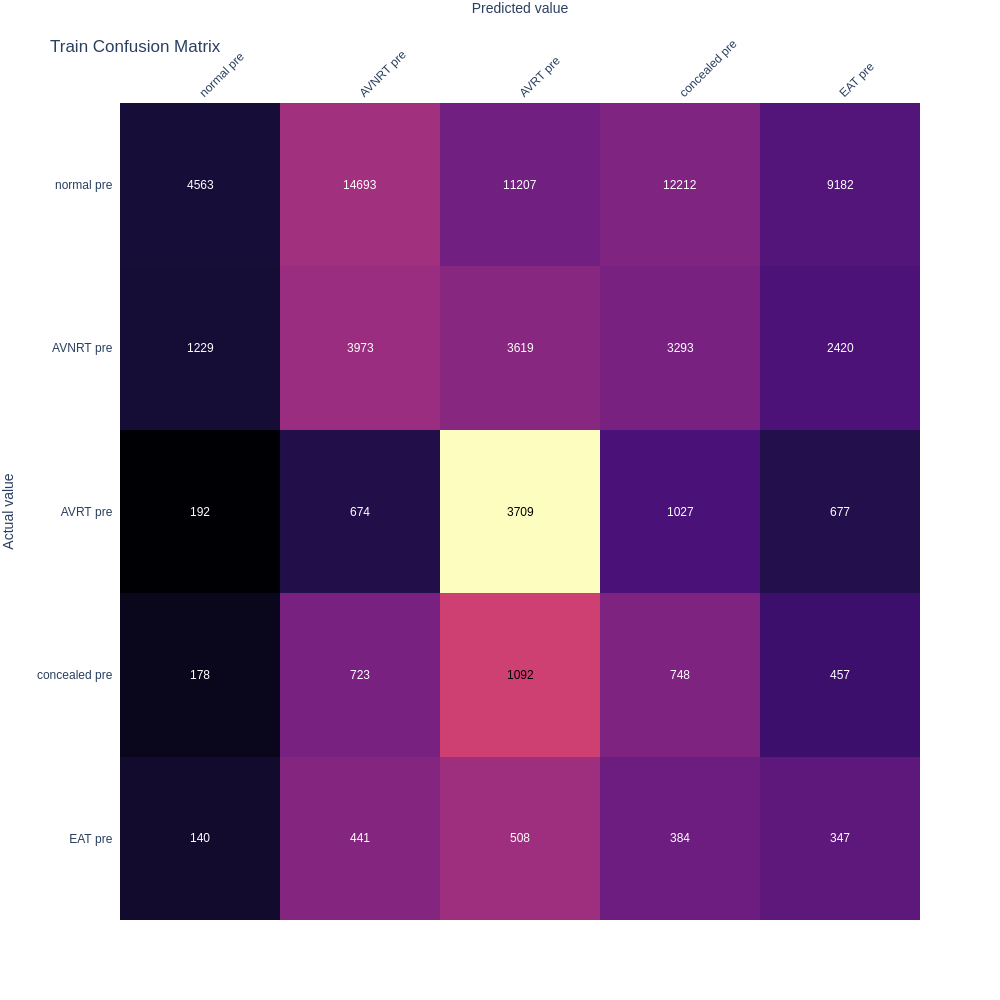 Predicted value
Train Confusion Matrix
normal pre
AVNRT pre
AVRT pre
concealed pre
EAT pre
normal pre 4563 14693 11207 12212 9182
AVNRT pre 1229 3973 3619 3293 2420
AVRT pre 192 674 3709 1027 677
concealed pre 178 723 1092 748 457
EAT pre 140 441 508 384 347
Actual value